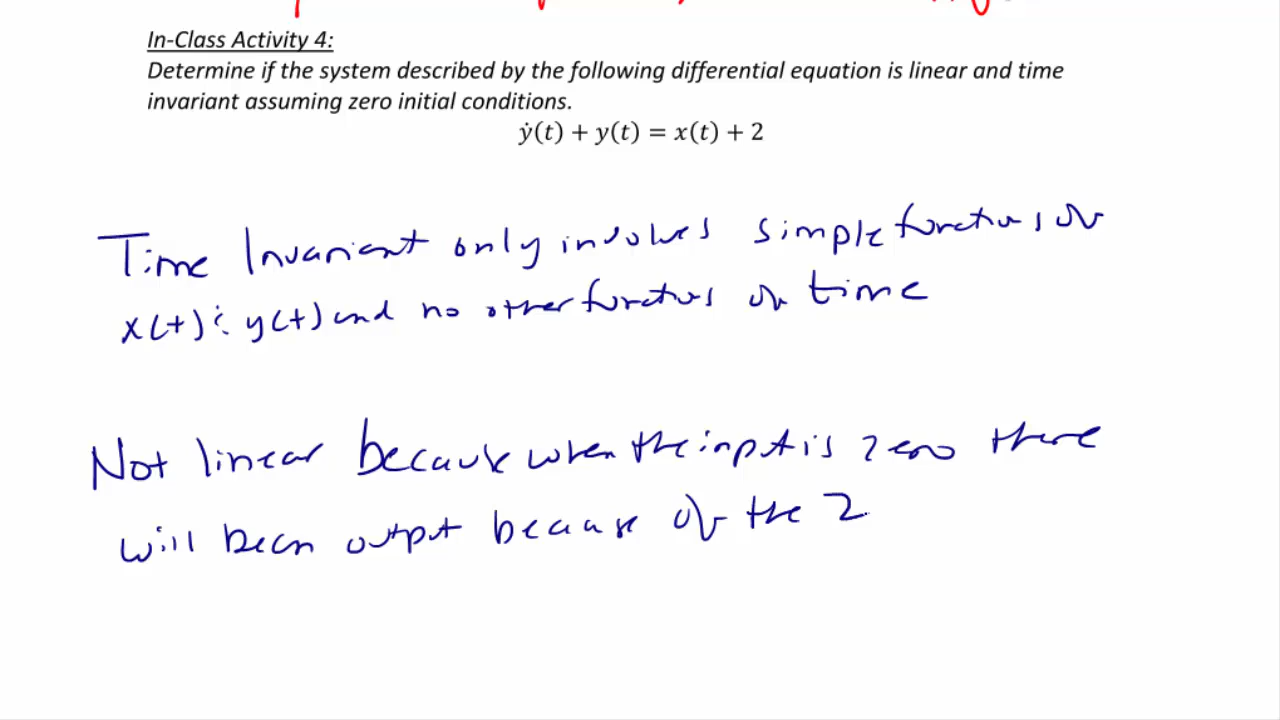 In-Class Activity 4:
Determine if the system described by the following differential equation is linear and time
invariant assuming zero initial conditions.
ẏ(t) + y(t) = x(t) + 2
Time Invariant only involves simple functions of
x(t) & y(t) and no other functions of time
Not linear because when the input is zero there
will be an output because of the 2